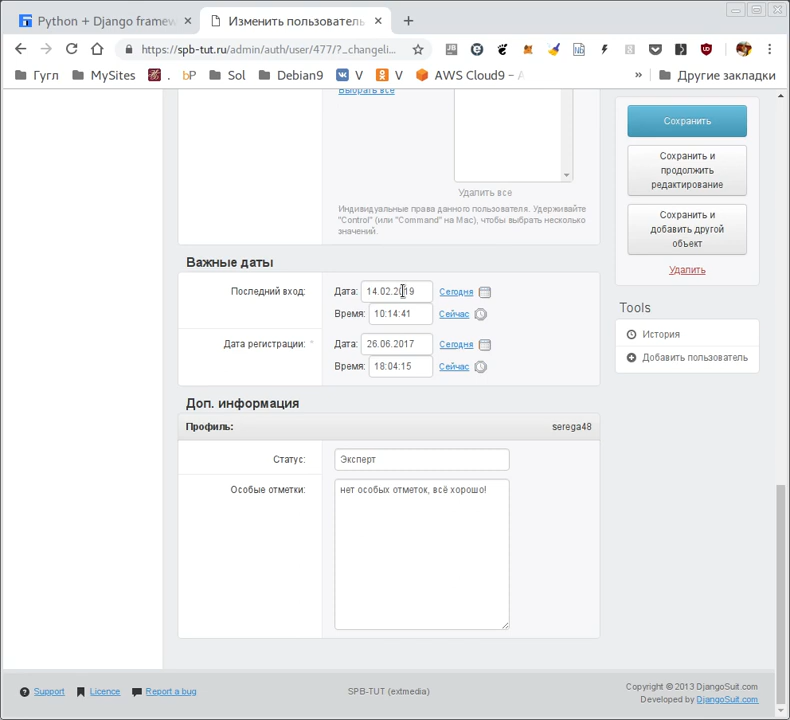 Python + Django framew
Изменить пользователь
https://spb-tut.ru/admin/auth/user/477/?_changeli...
Гугл
MySites
.
bP
Sol
Debian9
V
V
AWS Cloud9 – A
»
Другие закладки
Выбрать все
Удалить все
Индивидуальные права данного пользователя. Удерживайте
"Control" (или "Command" на Mac), чтобы выбрать несколько
значений.
Сохранить
Сохранить и
продолжить
редактирование
Сохранить и
добавить другой
объект
Удалить
Tools
История
Добавить пользователь
Важные даты
Последний вход:
Дата: 14.02.2019 Сегодня
Время: 10:14:41 Сейчас
Дата регистрации: *
Дата: 26.06.2017 Сегодня
Время: 18:04:15 Сейчас
Доп. информация
Профиль: serega48
Статус: Эксперт
Особые отметки: нет особых отметок, всё хорошо!
Support Licence Report a bug
SPB-TUT (extmedia)
Copyright © 2013 DjangoSuit.com
Developed by DjangoSuit.com